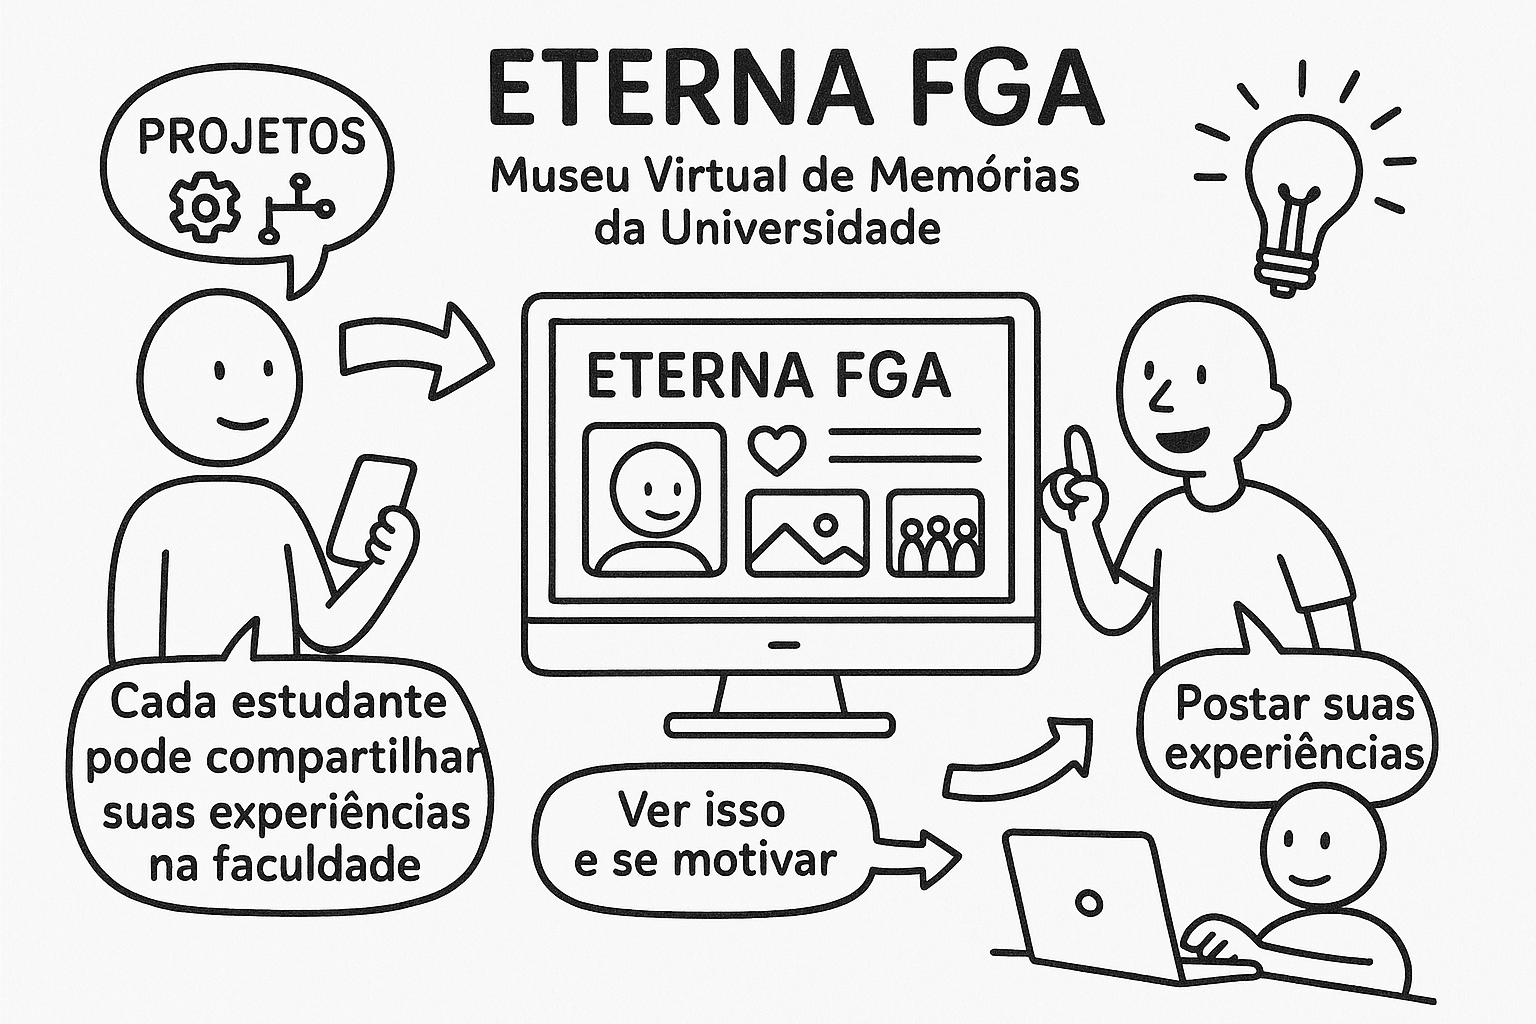 ETERNA FGA
Museu Virtual de Memórias
da Universidade
PROJETOS
ETERNA FGA
Cada estudante
pode compartilhar
suas experiências
na faculdade
Ver isso
e se motivar
Postar suas
experiências